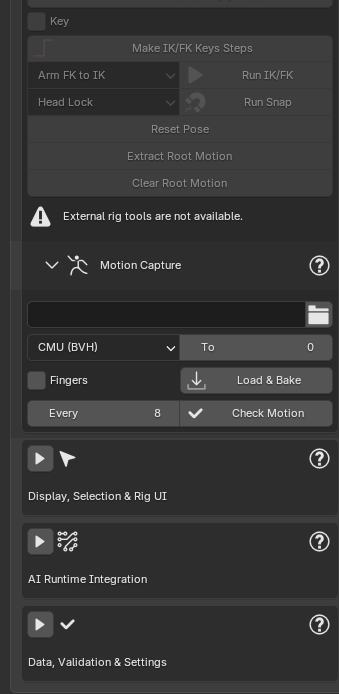 Key
Make IK/FK Keys Steps
Arm FK to IK Run IK/FK
Head Lock Run Snap
Reset Pose
Extract Root Motion
Clear Root Motion
External rig tools are not available.
Motion Capture
CMU (BVH) To 0
Fingers Load & Bake
Every 8 Check Motion
Display, Selection & Rig UI
AI Runtime Integration
Data, Validation & Settings